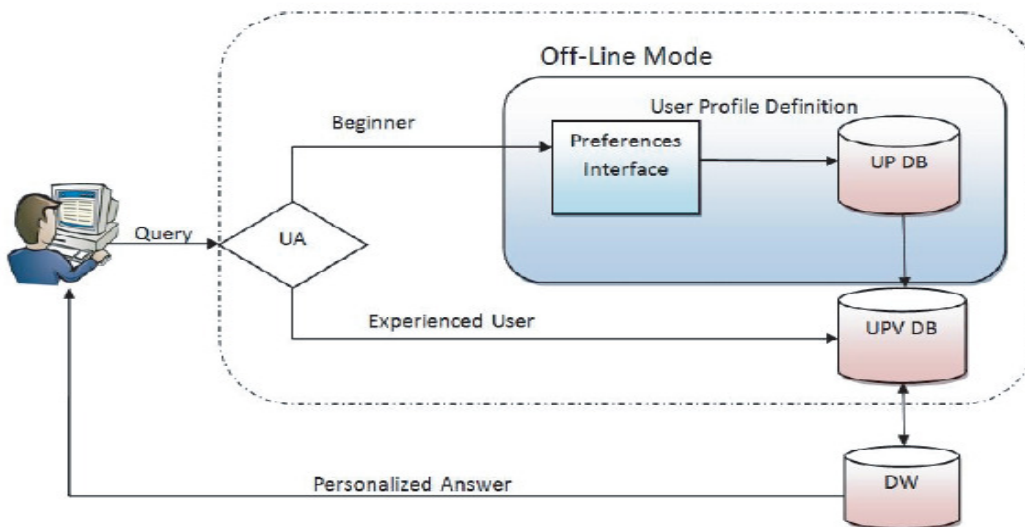 Off-Line Mode
User Profile Definition
Beginner
Preferences
Interface
UP DB
Query
UA
Experienced User
UPV DB
Personalized Answer
DW